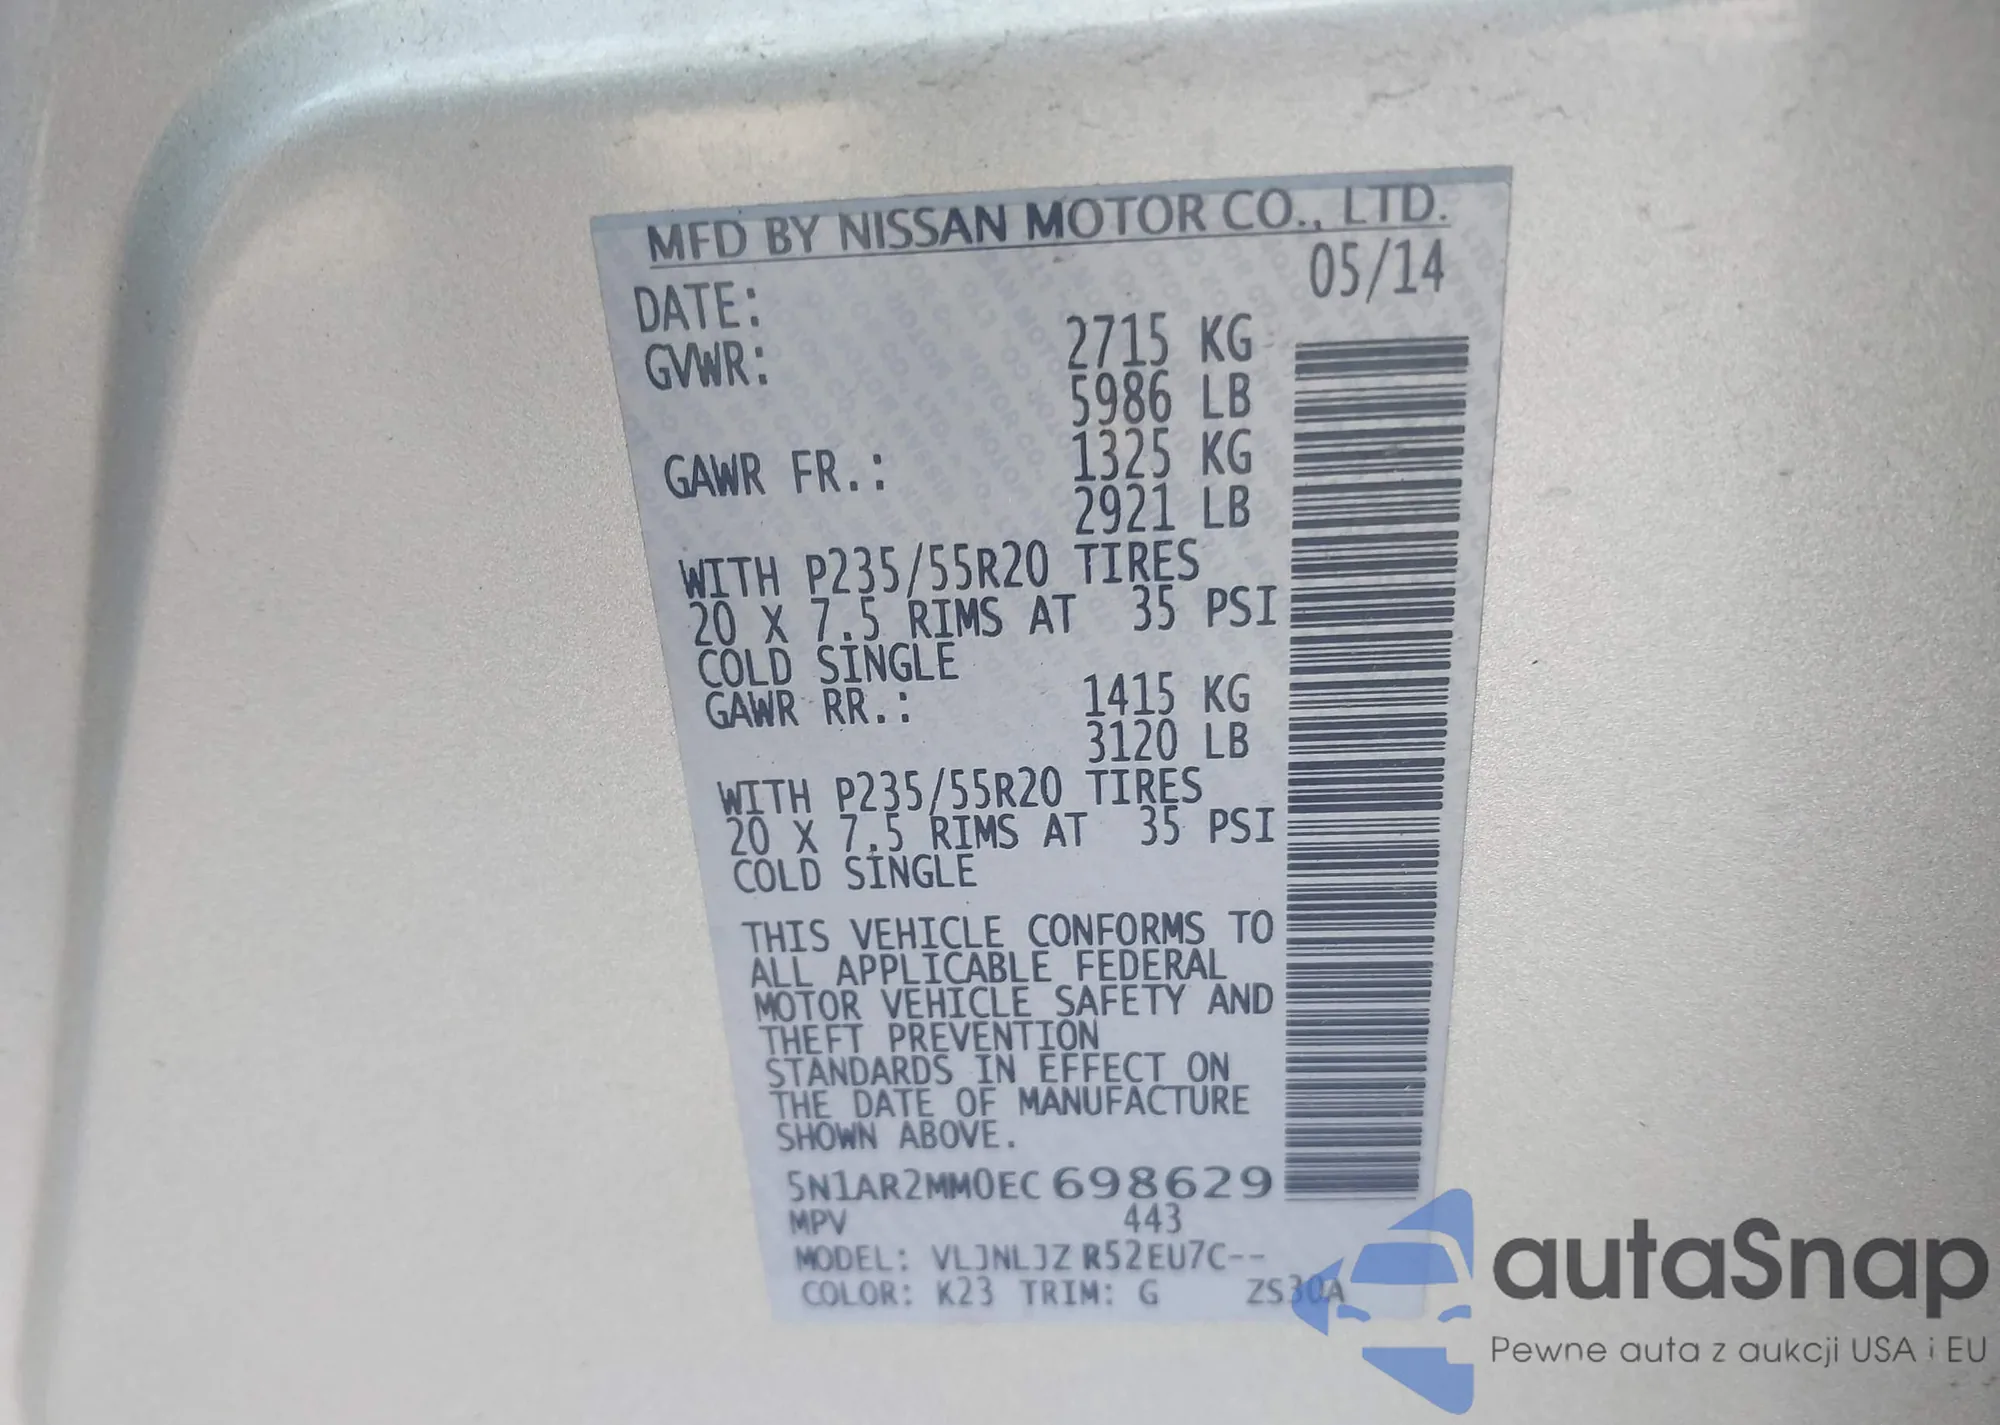 MFD BY NISSAN MOTOR CO., LTD.
DATE: 05/14
GVWR: 2715 KG
5986 LB
GAWR FR.: 1325 KG
2921 LB
WITH P235/55R20 TIRES
20 X 7.5 RIMS AT 35 PSI
COLD SINGLE
GAWR RR.: 1415 KG
3120 LB
WITH P235/55R20 TIRES
20 X 7.5 RIMS AT 35 PSI
COLD SINGLE
THIS VEHICLE CONFORMS TO
ALL APPLICABLE FEDERAL
MOTOR VEHICLE SAFETY AND
THEFT PREVENTION
STANDARDS IN EFFECT ON
THE DATE OF MANUFACTURE
SHOWN ABOVE.
5N1AR2MM0EC698629
MPV 443
MODEL: VLJNLJZ R52EU7C--
COLOR: K23 TRIM: G ZS30A
autaSnap
Pewne auta z aukcji USA i EU